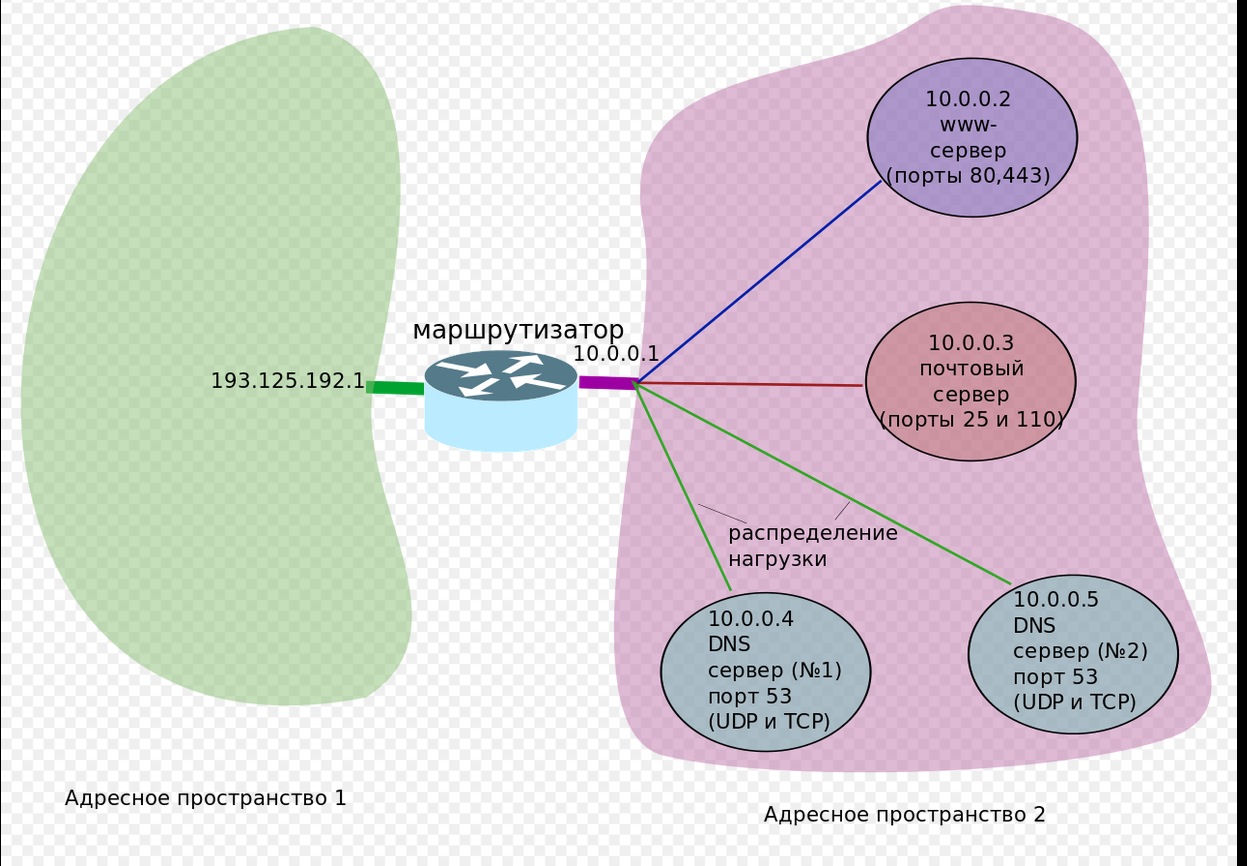 10.0.0.2
www-
сервер
(порты 80,443)
маршрутизатор
10.0.0.1
193.125.192.1
10.0.0.3
почтовый
сервер
(порты 25 и 110)
распределение
нагрузки
10.0.0.4
DNS
сервер (№1)
порт 53
(UDP и TCP)
10.0.0.5
DNS
сервер (№2)
порт 53
(UDP и TCP)
Адресное пространство 1
Адресное пространство 2